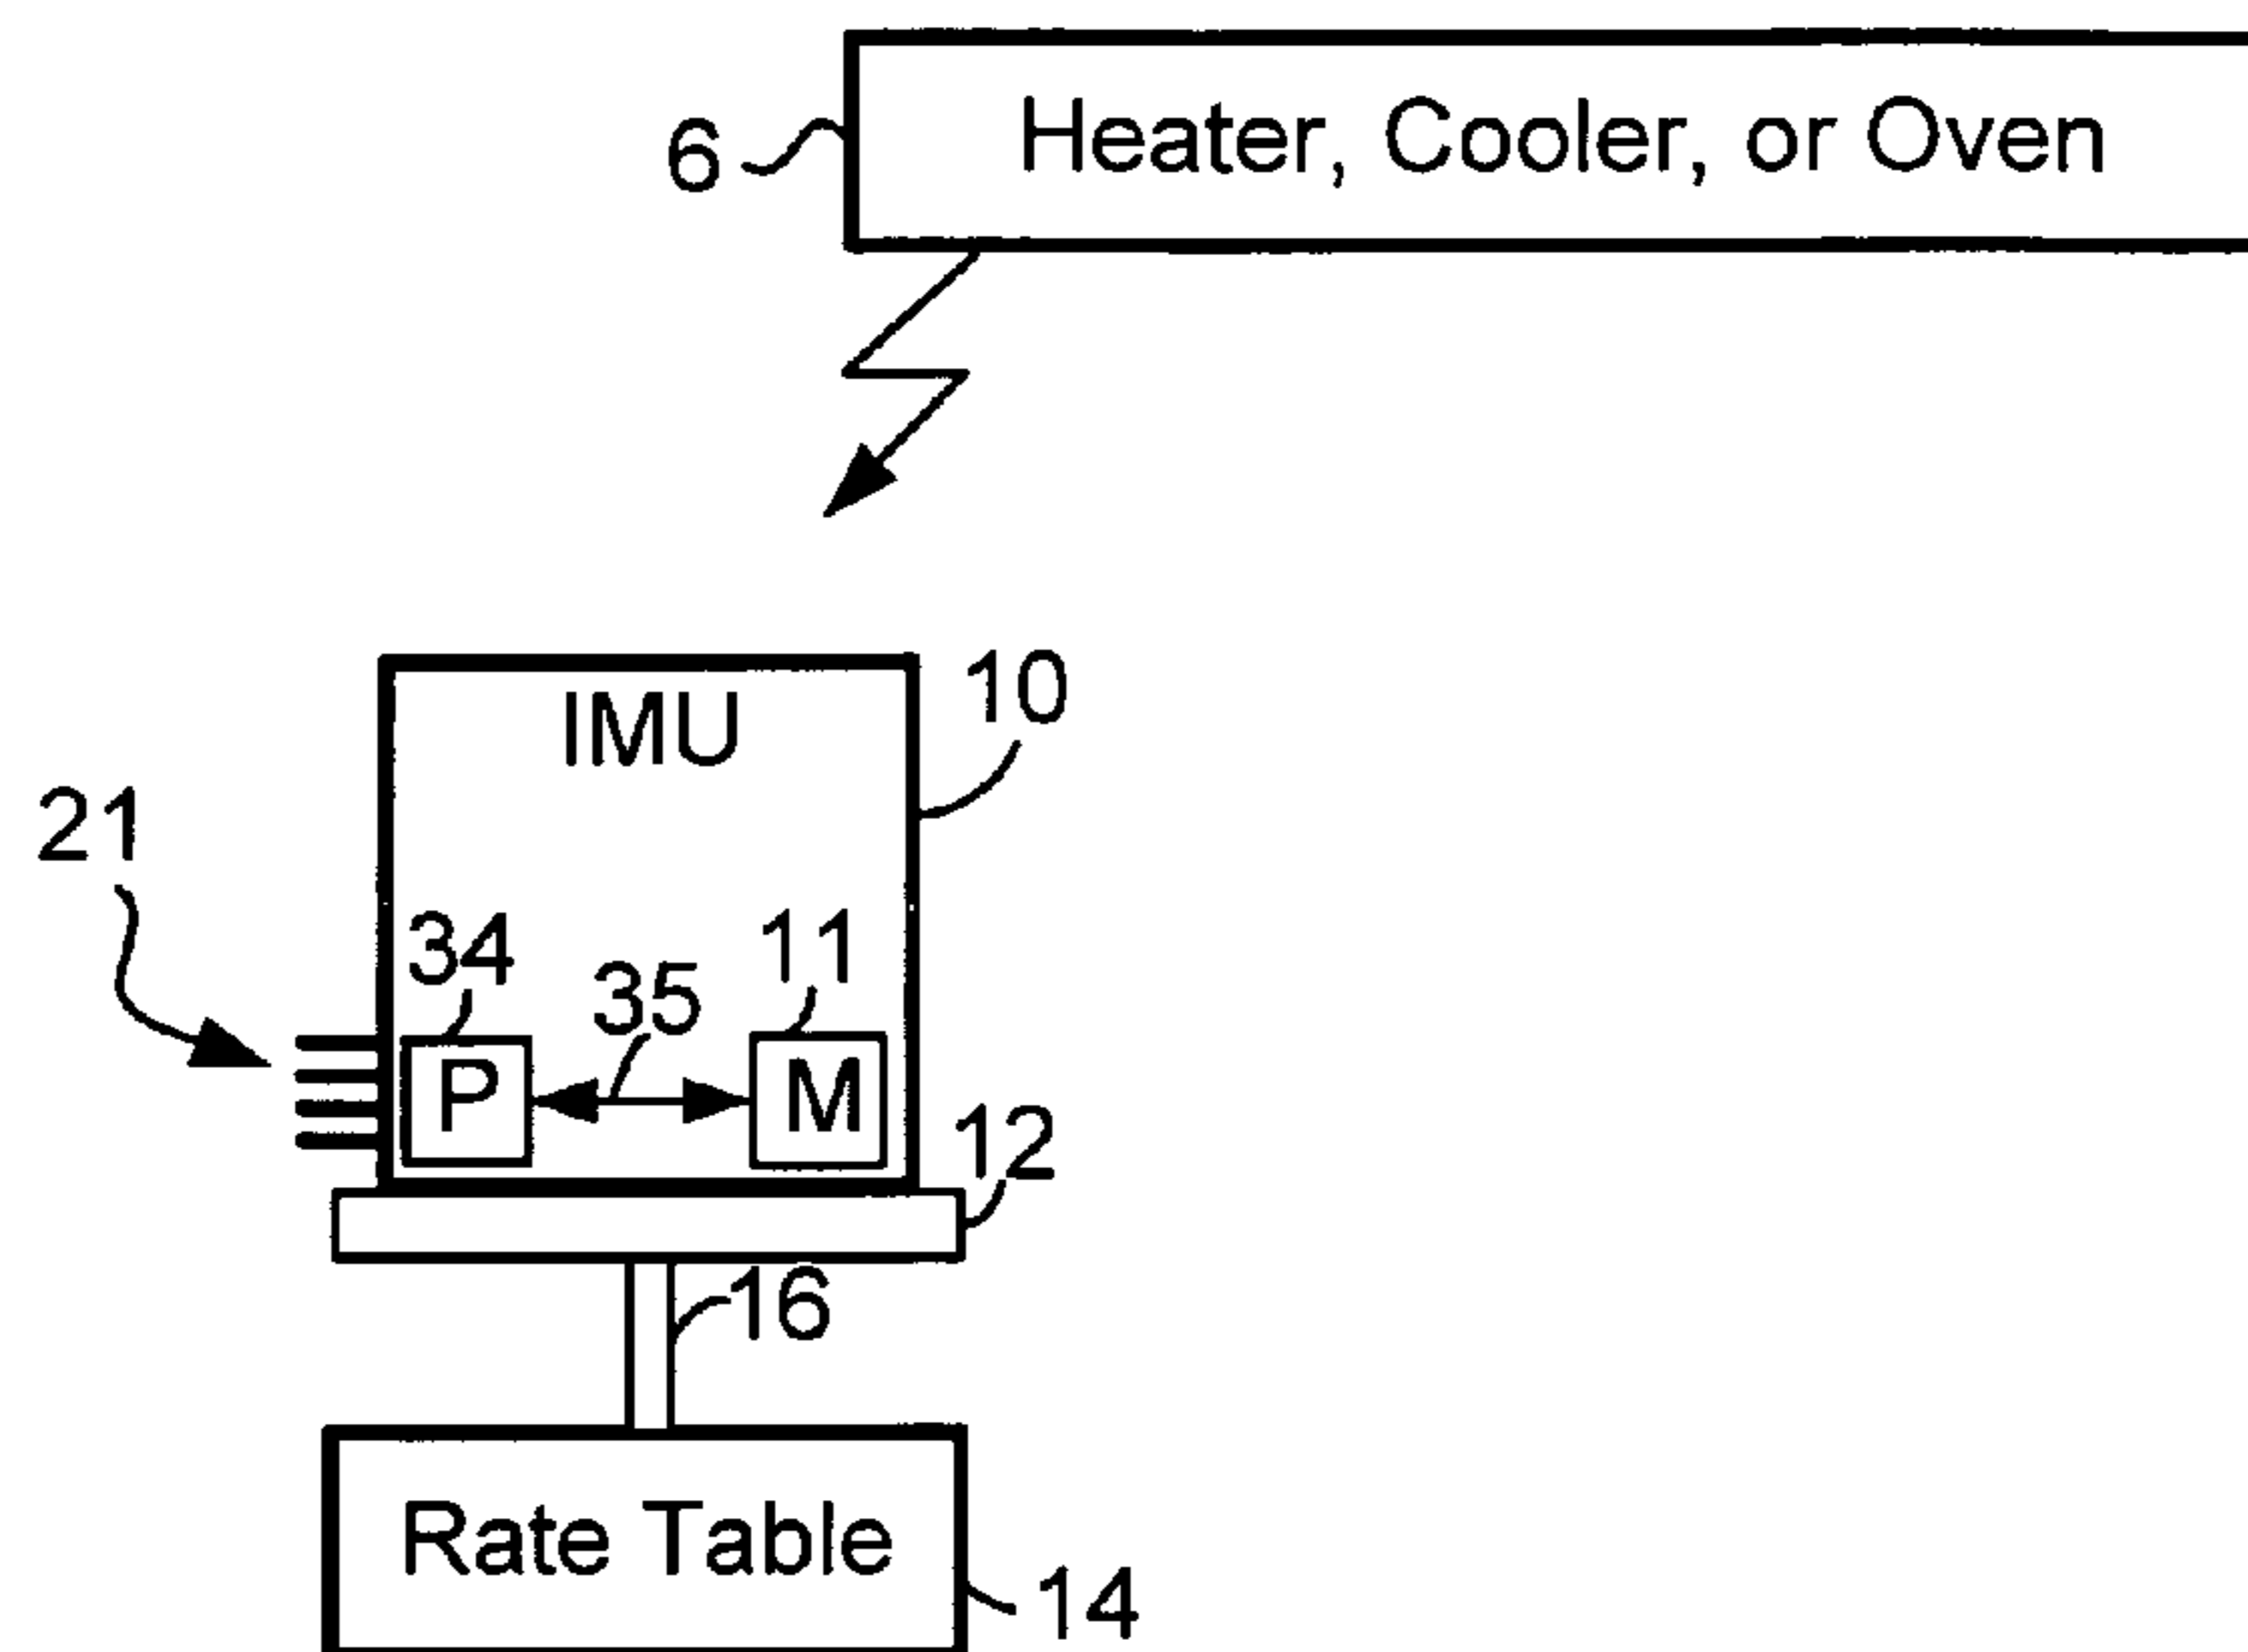 6
Heater, Cooler, or Oven
IMU
10
21
34
35
11
P
M
12
16
Rate Table
14